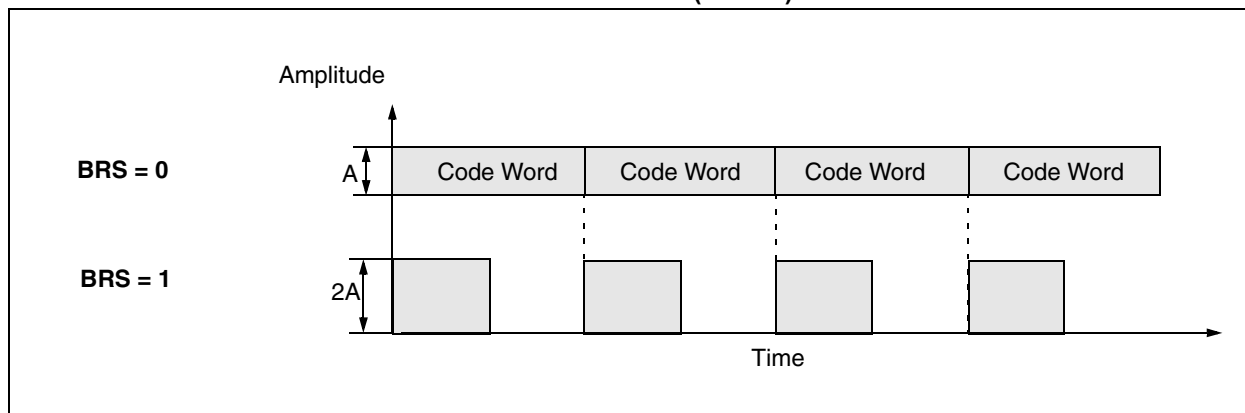 Amplitude
BRS = 0
A
Code Word Code Word Code Word Code Word
BRS = 1
2A
Time